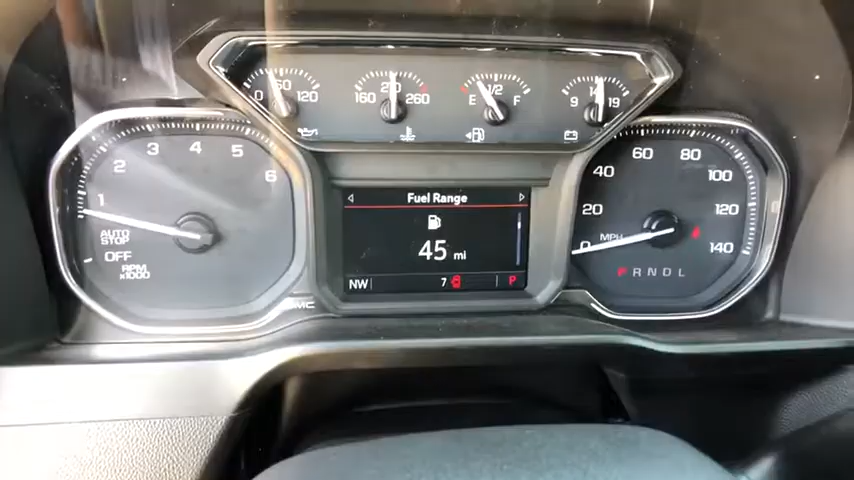 0 60 120
160 210 260
E 1/2 F
9 14 19
1 2 3 4 5 6
AUTO
STOP
OFF
RPM
x1000
GMC
Fuel Range
45 mi
NW
7
P
0 20 40 60 80 100 120 140
MPH
P R N D L